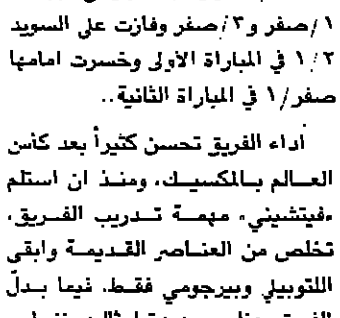 ١/صفر و٣/صفر وفازت على السويد
١/٢ في المباراة الأولى وخسرت امامها
صفر/١ في المباراة الثانية..
أداء الفريق تحسن كثيراً بعد كأس
العالم بالمكسيك، ومنذ ان استلم
«فيتشيني» مهمة تدريب الفريق،
تخلص من العناصر القديمة وابقى
اللتوبيلي وبيرجومي فقط. فيما بدلّ